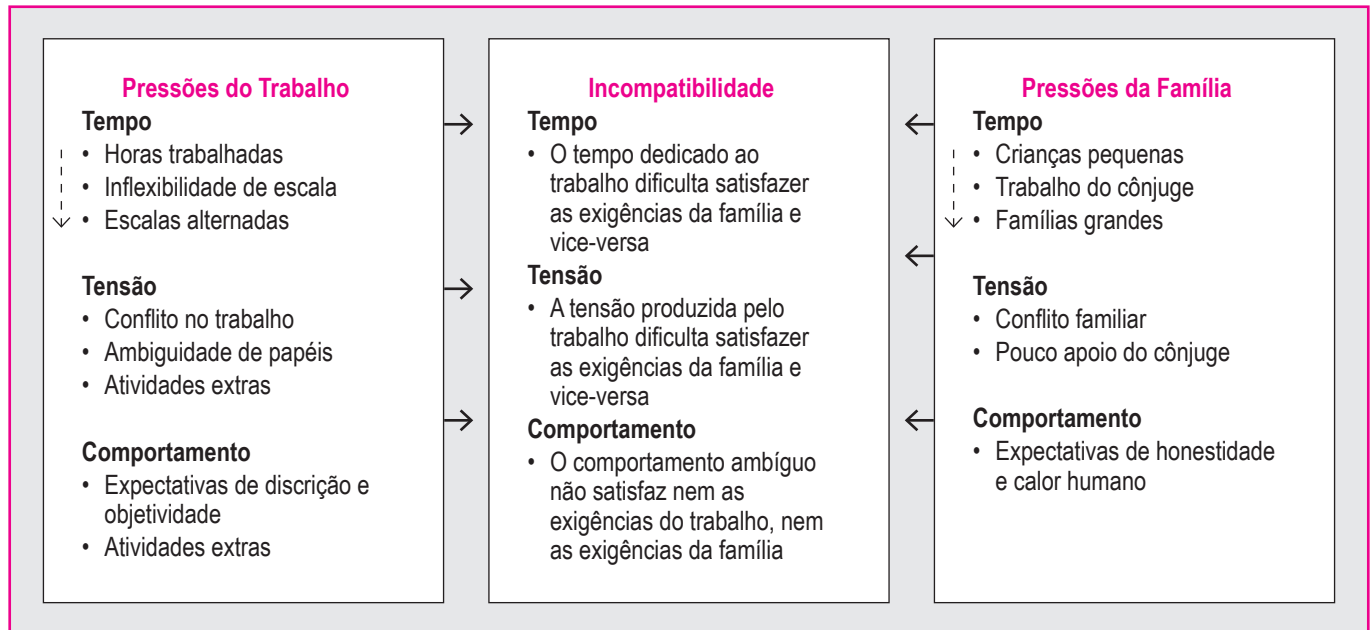 Pressões do Trabalho
Tempo
• Horas trabalhadas
• Inflexibilidade de escala
• Escalas alternadas
Tensão
• Conflito no trabalho
• Ambiguidade de papéis
• Atividades extras
Comportamento
• Expectativas de discrição e
objetividade
• Atividades extras
Incompatibilidade
Tempo
• O tempo dedicado ao
trabalho dificulta satisfazer
as exigências da família e
vice-versa
Tensão
• A tensão produzida pelo
trabalho dificulta satisfazer
as exigências da família e
vice-versa
Comportamento
• O comportamento ambíguo
não satisfaz nem as
exigências do trabalho, nem
as exigências da família
Pressões da Família
Tempo
• Crianças pequenas
• Trabalho do cônjuge
• Famílias grandes
Tensão
• Conflito familiar
• Pouco apoio do cônjuge
Comportamento
• Expectativas de honestidade
e calor humano